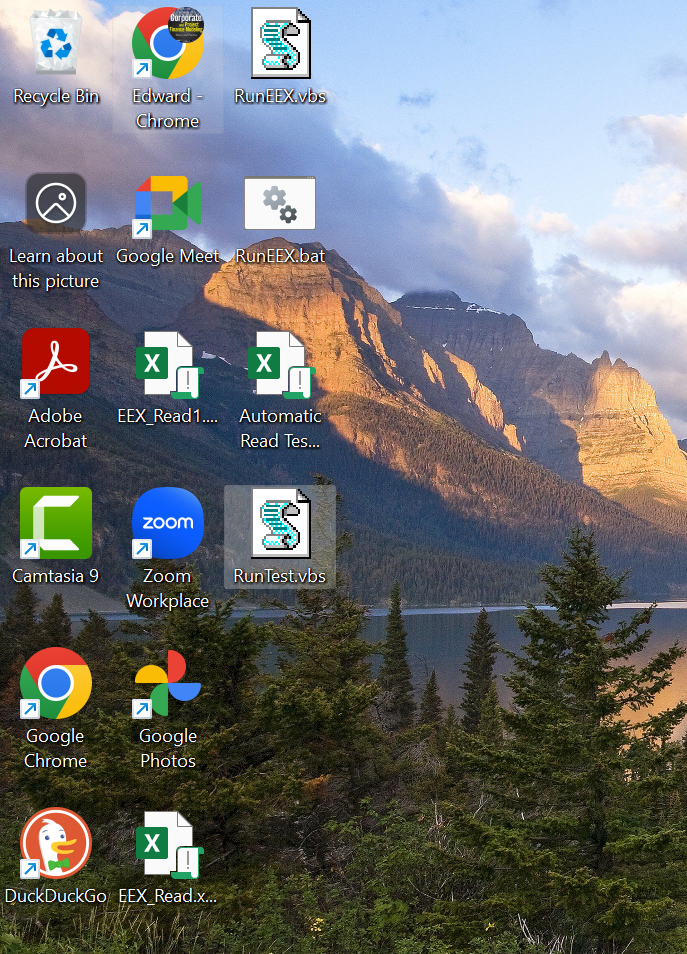 Recycle Bin
Corporate
and Project
Finance Modeling
Edward -
Chrome
RunEEX.vbs
Learn about
this picture
Google Meet
RunEEX.bat
Adobe
Acrobat
EEX_Read1....
Automatic
Read Tes...
Camtasia 9
zoom
Zoom
Workplace
RunTest.vbs
Google
Chrome
Google
Photos
DuckDuckGo
EEX_Read.x...